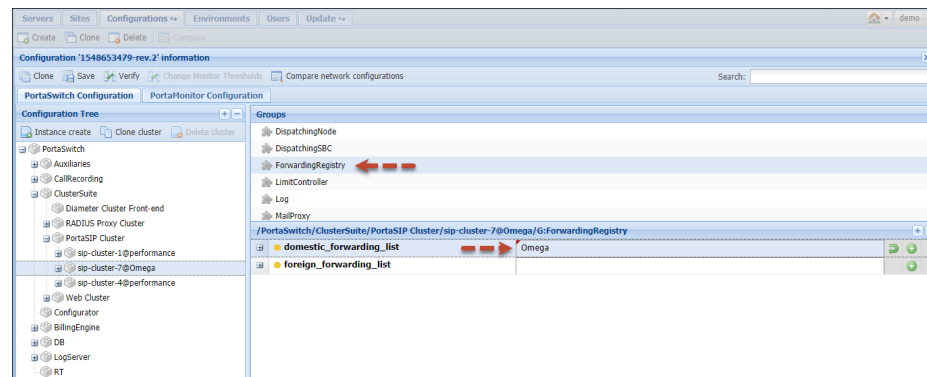 Servers Sites Configurations Environments Users Update demo
Create Clone Delete Compare
Configuration '1548653479-rev.2' information
Clone Save Verify Change Monitor Thresholds Compare network configurations Search:
PortaSwitch Configuration PortaMonitor Configuration
Configuration Tree
Instance create Clone cluster Delete cluster
PortaSwitch
Auxiliaries
CallRecording
ClusterSuite
Diameter Cluster Front-end
RADIUS Proxy Cluster
PortaSIP Cluster
sip-cluster-1@performance
sip-cluster-7@Omega
sip-cluster-4@performance
Web Cluster
Configurator
BillingEngine
DB
LogServer
RT
Groups
DispatchingNode
DispatchingSBC
ForwardingRegistry
LimitController
Log
MailProxy
/PortaSwitch/ClusterSuite/PortaSIP Cluster/sip-cluster-7@Omega/G:ForwardingRegistry
domestic_forwarding_list Omega
foreign_forwarding_list